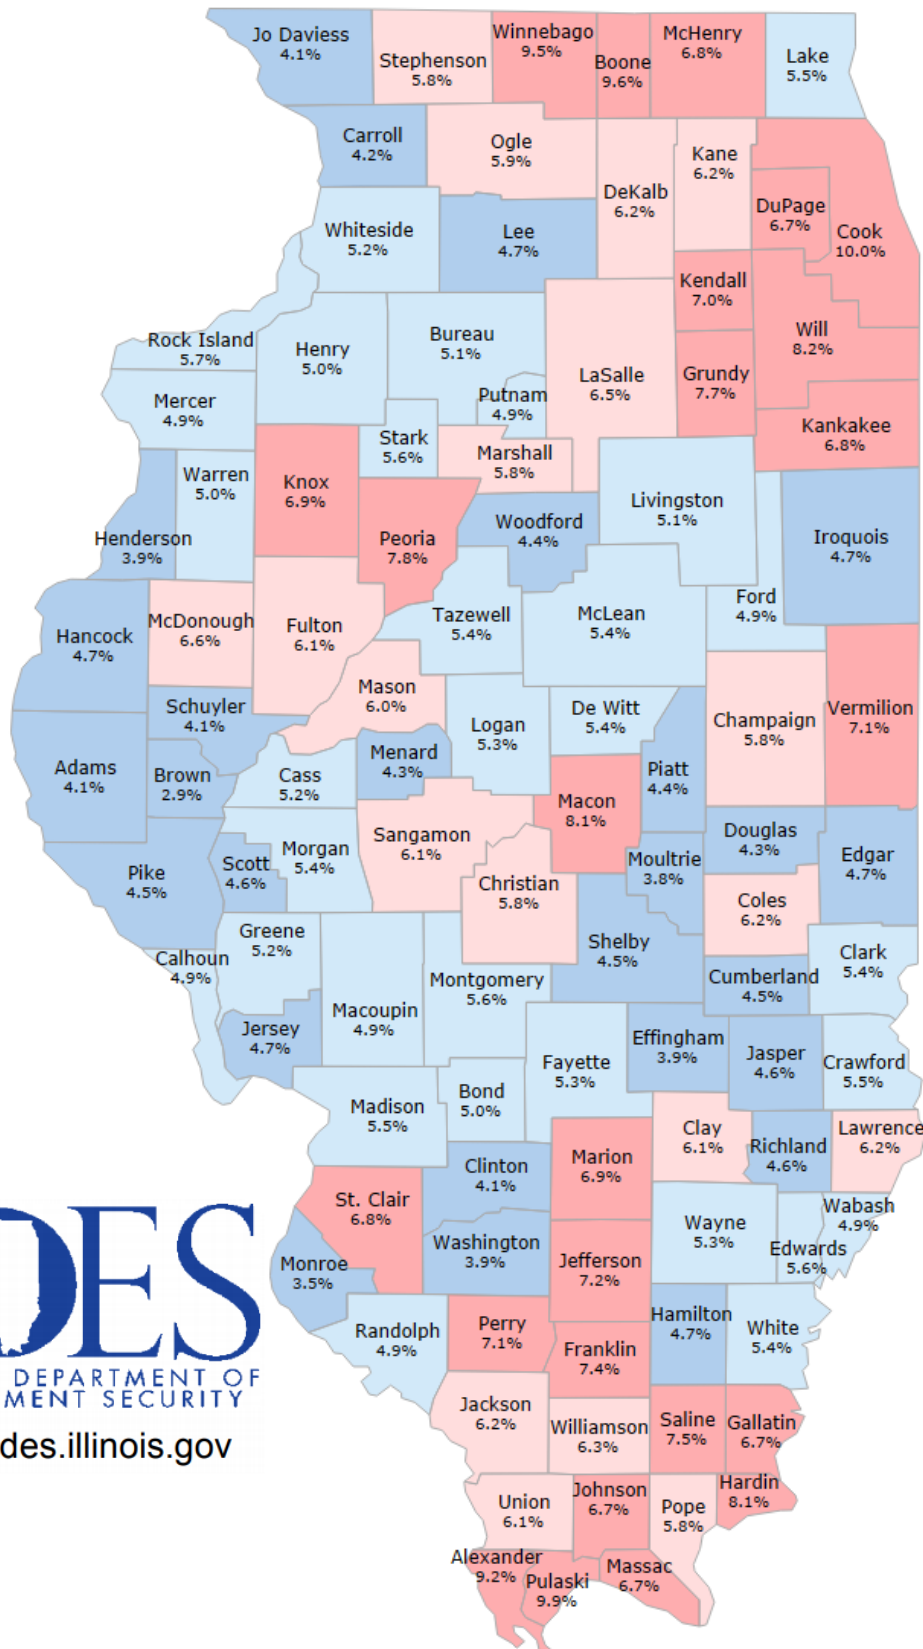 Jo Daviess
4.1%
Stephenson
5.8%
Winnebago
9.5%
Boone
9.6%
McHenry
6.8%
Lake
5.5%
Carroll
4.2%
Ogle
5.9%
DeKalb
6.2%
Kane
6.2%
DuPage
6.7%
Cook
10.0%
Whiteside
5.2%
Lee
4.7%
Kendall
7.0%
Rock Island
5.7%
Henry
5.0%
Bureau
5.1%
Putnam
4.9%
LaSalle
6.5%
Grundy
7.7%
Will
8.2%
Mercer
4.9%
Kankakee
6.8%
Stark
5.6%
Marshall
5.8%
Warren
5.0%
Knox
6.9%
Henderson
3.9%
Peoria
7.8%
Woodford
4.4%
Livingston
5.1%
Iroquois
4.7%
Ford
4.9%
Hancock
4.7%
McDonough
6.6%
Fulton
6.1%
Tazewell
5.4%
McLean
5.4%
Mason
6.0%
Schuyler
4.1%
Logan
5.3%
De Witt
5.4%
Champaign
5.8%
Vermilion
7.1%
Adams
4.1%
Brown
2.9%
Cass
5.2%
Menard
4.3%
Piatt
4.4%
Macon
8.1%
Pike
4.5%
Scott
4.6%
Morgan
5.4%
Sangamon
6.1%
Christian
5.8%
Moultrie
3.8%
Douglas
4.3%
Edgar
4.7%
Coles
6.2%
Calhoun
4.9%
Greene
5.2%
Shelby
4.5%
Clark
5.4%
Cumberland
4.5%
Montgomery
5.6%
Macoupin
4.9%
Jersey
4.7%
Fayette
5.3%
Effingham
3.9%
Jasper
4.6%
Crawford
5.5%
Madison
5.5%
Bond
5.0%
Clay
6.1%
Richland
4.6%
Lawrence
6.2%
Clinton
4.1%
Marion
6.9%
St. Clair
6.8%
Wayne
5.3%
Wabash
4.9%
Edwards
5.6%
Monroe
3.5%
Washington
3.9%
Jefferson
7.2%
Randolph
4.9%
Perry
7.1%
Franklin
7.4%
Hamilton
4.7%
White
5.4%
Jackson
6.2%
Williamson
6.3%
Saline
7.5%
Gallatin
6.7%
Union
6.1%
Johnson
6.7%
Pope
5.8%
Hardin
8.1%
Alexander
9.2%
Pulaski
9.9%
Massac
6.7%
DES
DEPARTMENT OF
MENT SECURITY
des.illinois.gov